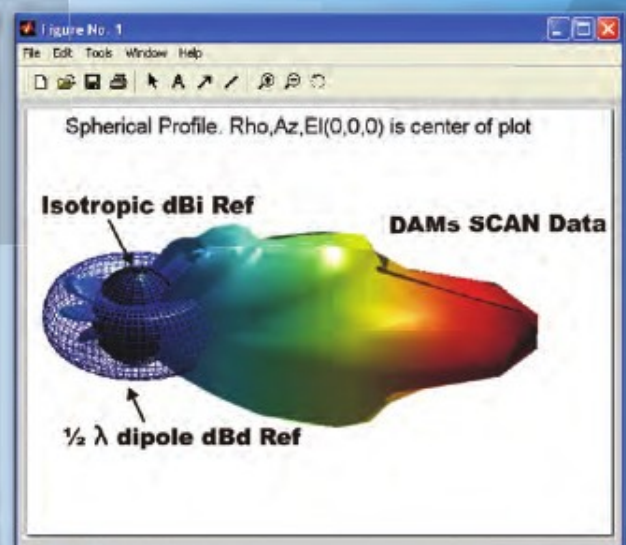 Figure No. 1
File Edit Tools Window Help
A
Spherical Profile. Rho,Az,El(0,0,0) is center of plot
Isotropic dBi Ref
DAMs SCAN Data
½ λ dipole dBd Ref